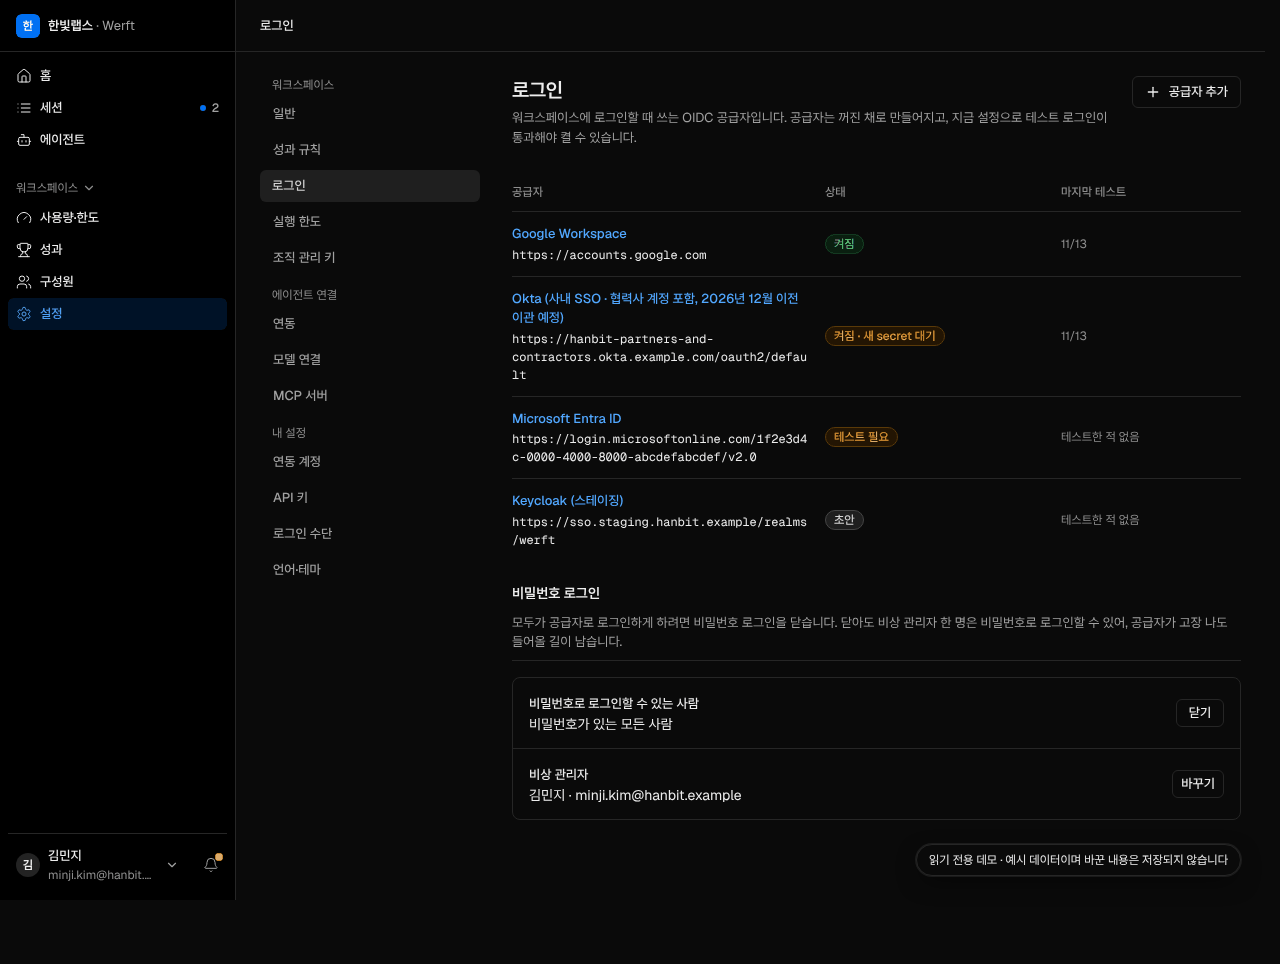 한 한빛랩스 · Werft
홈
세션 2
에이전트
워크스페이스
사용량·한도
성과
구성원
설정
김 김민지
minji.kim@hanbit....
로그인
워크스페이스
일반
성과 규칙
로그인
실행 한도
조직 관리 키
에이전트 연결
연동
모델 연결
MCP 서버
내 설정
연동 계정
API 키
로그인 수단
언어·테마
로그인
공급자 추가
워크스페이스에 로그인할 때 쓰는 OIDC 공급자입니다. 공급자는 꺼진 채로 만들어지고, 지금 설정으로 테스트 로그인이
통과해야 켤 수 있습니다.
공급자 상태 마지막 테스트
Google Workspace
https://accounts.google.com
켜짐
11/13
Okta (사내 SSO · 협력사 계정 포함, 2026년 12월 이전
이관 예정)
https://hanbit-partners-and-
contractors.okta.example.com/oauth2/defau
lt
켜짐 · 새 secret 대기
11/13
Microsoft Entra ID
https://login.microsoftonline.com/1f2e3d4
c-0000-4000-8000-abcdefabcdef/v2.0
테스트 필요
테스트한 적 없음
Keycloak (스테이징)
https://sso.staging.hanbit.example/realms
/werft
초안
테스트한 적 없음
비밀번호 로그인
모두가 공급자로 로그인하게 하려면 비밀번호 로그인을 닫습니다. 닫아도 비상 관리자 한 명은 비밀번호로 로그인할 수 있어, 공급자가 고장 나도
들어올 길이 남습니다.
비밀번호로 로그인할 수 있는 사람
비밀번호가 있는 모든 사람
닫기
비상 관리자
김민지 · minji.kim@hanbit.example
바꾸기
읽기 전용 데모 · 예시 데이터이며 바꾼 내용은 저장되지 않습니다